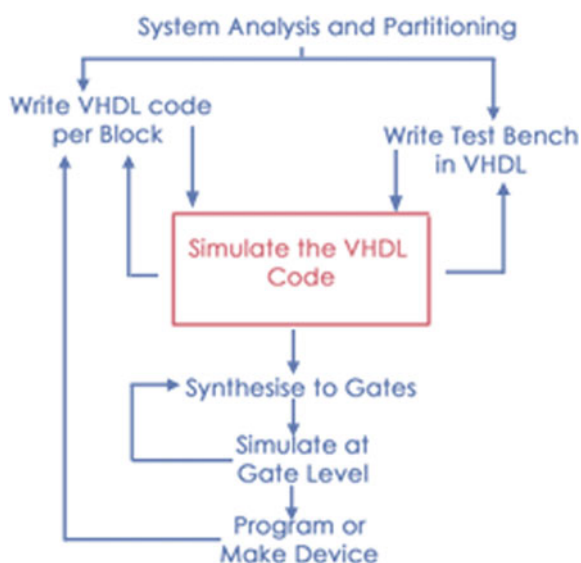 System Analysis and Partitioning
Write VHDL code
per Block
Write Test Bench
in VHDL
Simulate the VHDL
Code
Synthesise to Gates
Simulate at
Gate Level
Program or
Make Device